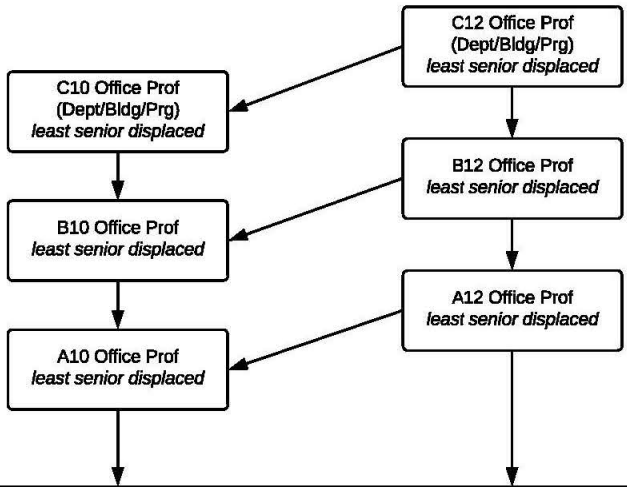 C12 Office Prof
(Dept/Bldg/Prg)
least senior displaced
C10 Office Prof
(Dept/Bldg/Prg)
least senior displaced
B12 Office Prof
least senior displaced
B10 Office Prof
least senior displaced
A12 Office Prof
least senior displaced
A10 Office Prof
least senior displaced